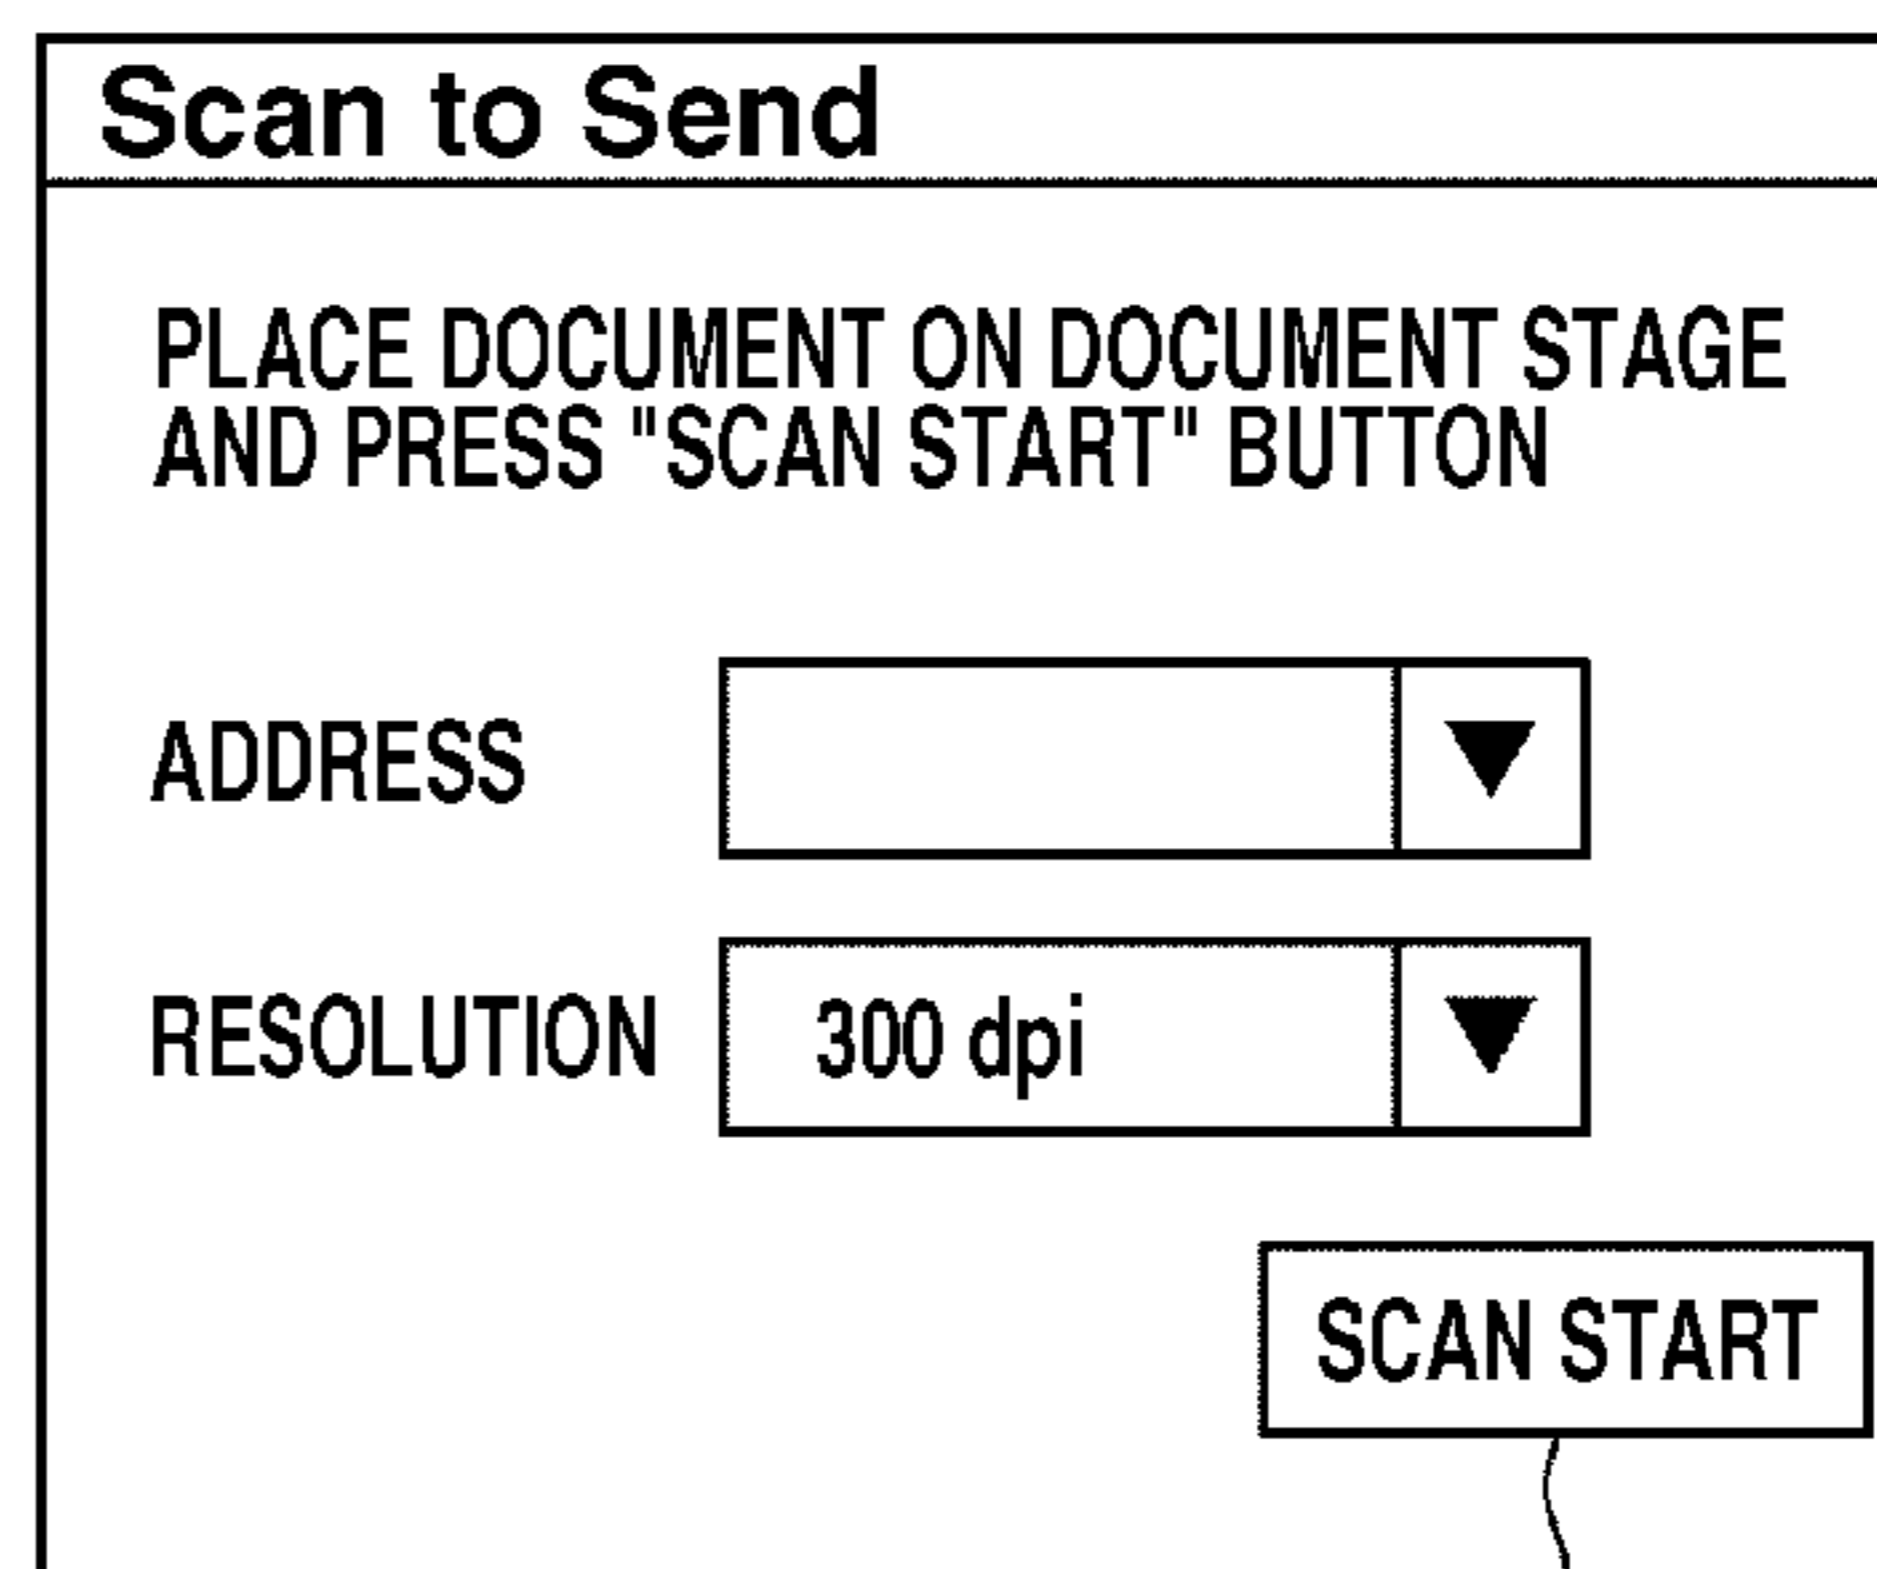 Scan to Send
PLACE DOCUMENT ON DOCUMENT STAGE
AND PRESS "SCAN START" BUTTON
ADDRESS
RESOLUTION 300 dpi
SCAN START